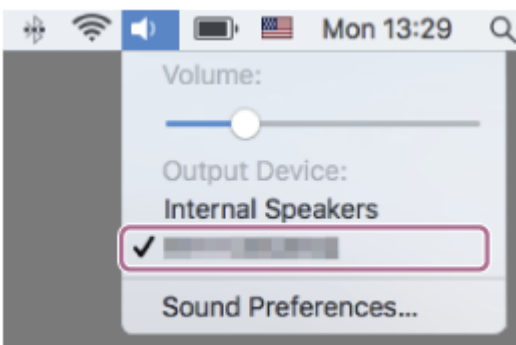 Mon 13:29
Volume:
Output Device:
Internal Speakers
Sound Preferences...